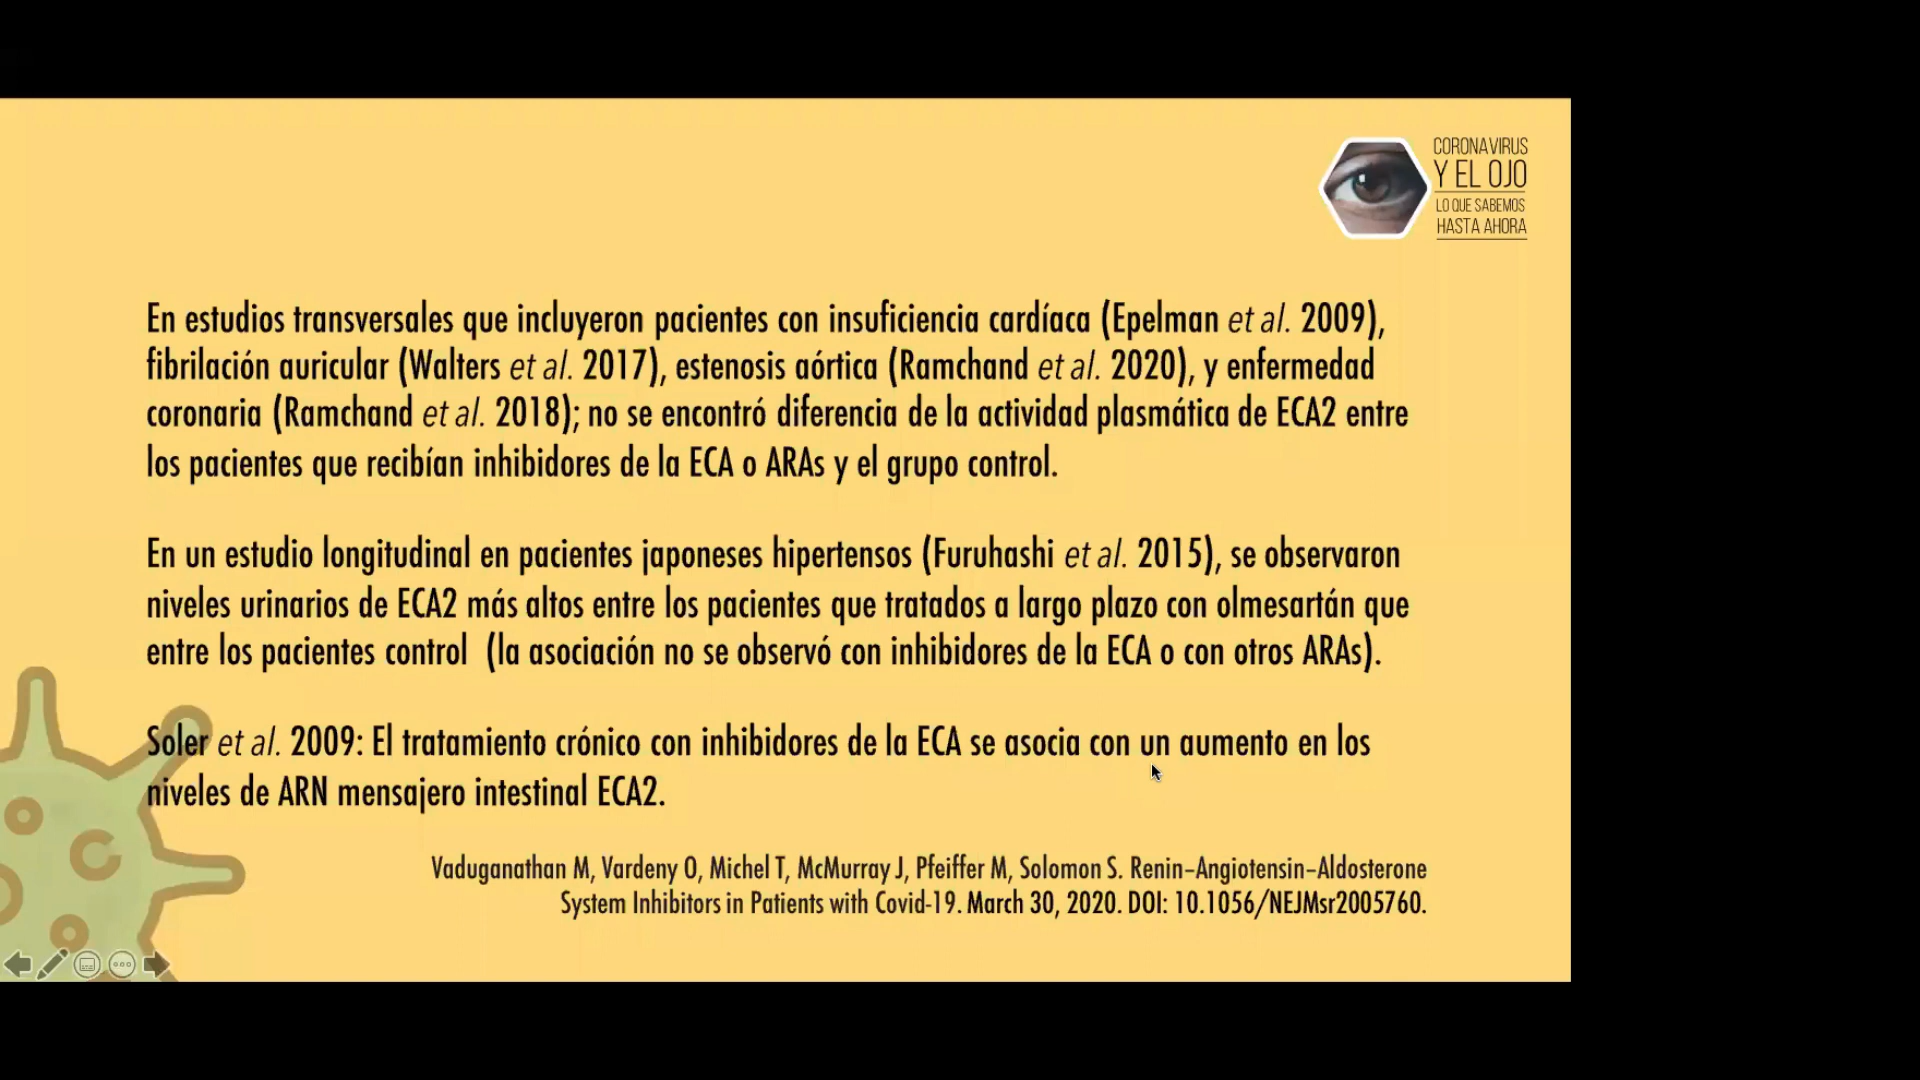 CORONAVIRUS
Y EL OJO
LO QUE SABEMOS
HASTA AHORA
En estudios transversales que incluyeron pacientes con insuficiencia cardíaca (Epelman et al. 2009),
fibrilación auricular (Walters et al. 2017), estenosis aórtica (Ramchand et al. 2020), y enfermedad
coronaria (Ramchand et al. 2018); no se encontró diferencia de la actividad plasmática de ECA2 entre
los pacientes que recibían inhibidores de la ECA o ARAs y el grupo control.
En un estudio longitudinal en pacientes japoneses hipertensos (Furuhashi et al. 2015), se observaron
niveles urinarios de ECA2 más altos entre los pacientes que tratados a largo plazo con olmesartán que
entre los pacientes control (la asociación no se observó con inhibidores de la ECA o con otros ARAs).
Soler et al. 2009: El tratamiento crónico con inhibidores de la ECA se asocia con un aumento en los
niveles de ARN mensajero intestinal ECA2.
Vaduganathan M, Vardeny O, Michel T, McMurray J, Pfeiffer M, Solomon S. Renin–Angiotensin–Aldosterone
System Inhibitors in Patients with Covid-19. March 30, 2020. DOI: 10.1056/NEJMsr2005760.